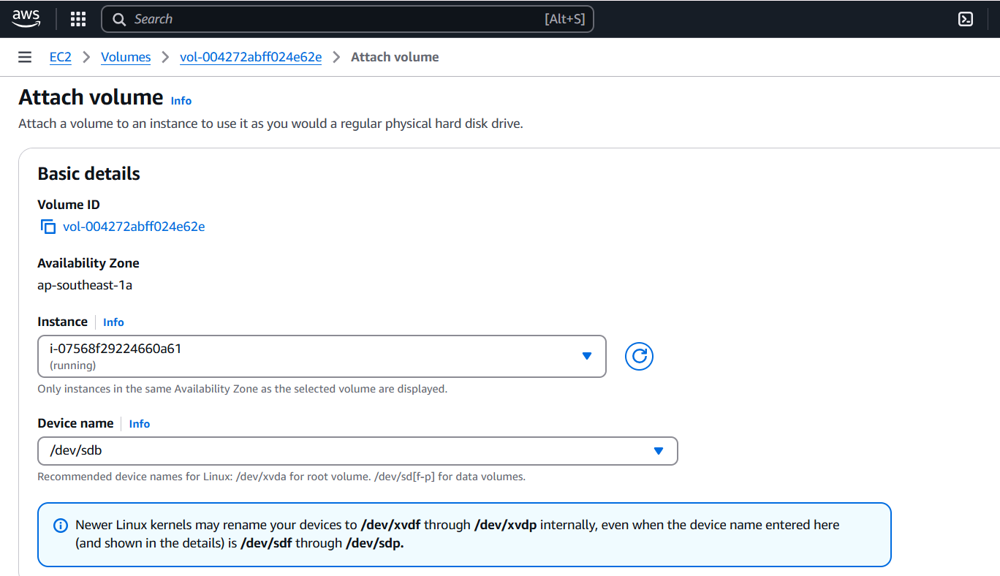 aws
Search [Alt+S]
EC2 > Volumes > vol-004272abff024e62e > Attach volume
Attach volume Info
Attach a volume to an instance to use it as you would a regular physical hard disk drive.
Basic details
Volume ID
vol-004272abff024e62e
Availability Zone
ap-southeast-1a
Instance Info
i-07568f29224660a61
(running)
Only instances in the same Availability Zone as the selected volume are displayed.
Device name Info
/dev/sdb
Recommended device names for Linux: /dev/xvda for root volume. /dev/sd[f-p] for data volumes.
Newer Linux kernels may rename your devices to /dev/xvdf through /dev/xvdp internally, even when the device name entered here
(and shown in the details) is /dev/sdf through /dev/sdp.